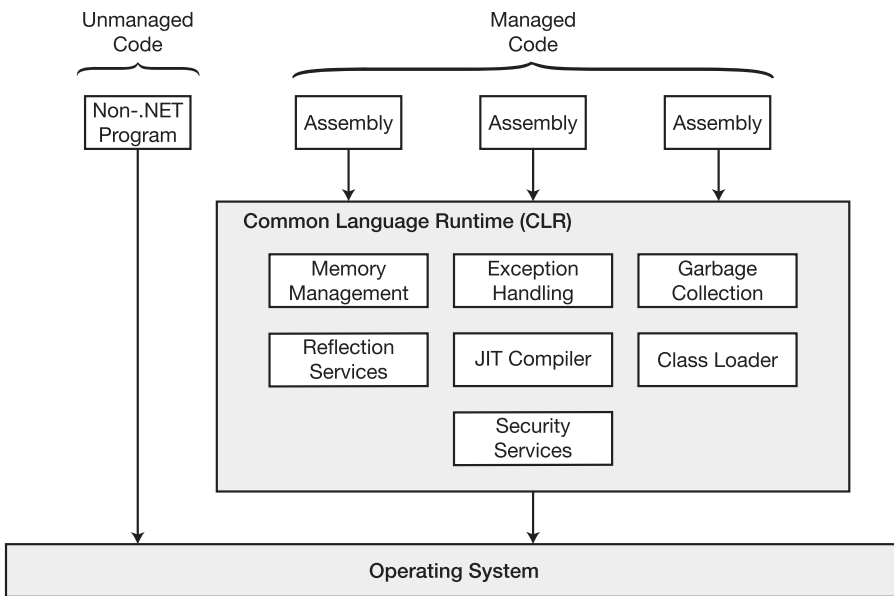 Unmanaged
Code
Managed
Code
Non-.NET
Program
Assembly
Assembly
Assembly
Common Language Runtime (CLR)
Memory
Management
Exception
Handling
Garbage
Collection
Reflection
Services
JIT Compiler
Class Loader
Security
Services
Operating System